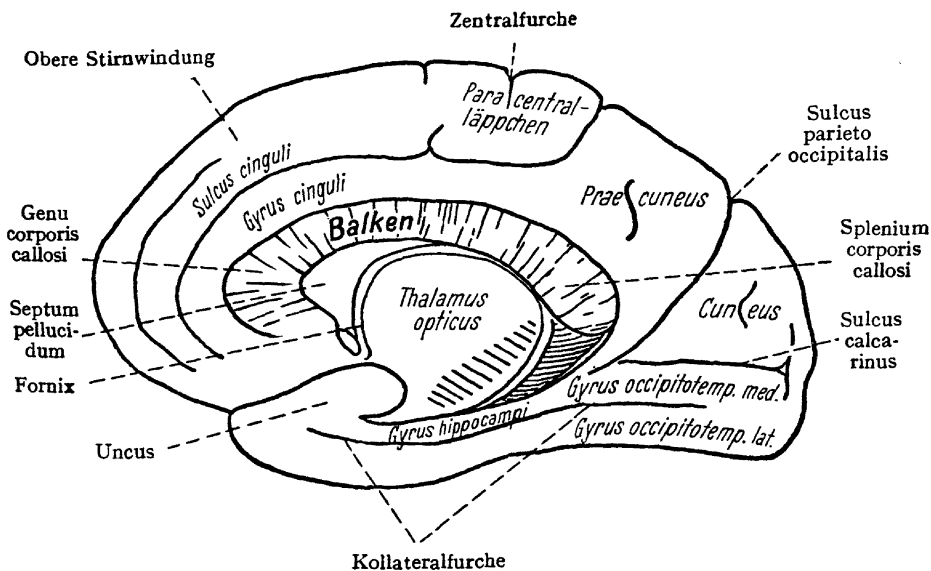 Zentralfurche
Obere Stirnwindung
Para central-
läppchen
Sulcus
parieto
occipitalis
Sulcus cinguli
Gyrus cinguli
Prae cuneus
Genu
corporis
callosi
Balken
Splenium
corporis
callosi
Septum
pelluci-
dum
Thalamus
opticus
Cuneus
Sulcus
calca-
rinus
Fornix
Gyrus occipitotemp. med.
Gyrus hippocampi
Gyrus occipitotemp. lat.
Uncus
Kollateralfurche